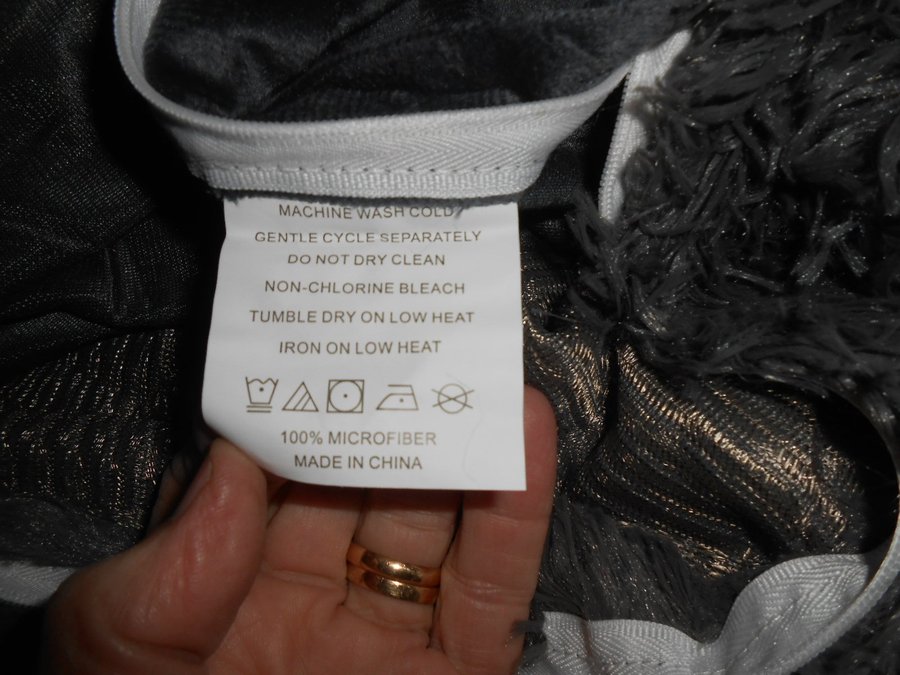 MACHINE WASH COLD
GENTLE CYCLE SEPARATELY
DO NOT DRY CLEAN
NON-CHLORINE BLEACH
TUMBLE DRY ON LOW HEAT
IRON ON LOW HEAT
100% MICROFIBER
MADE IN CHINA